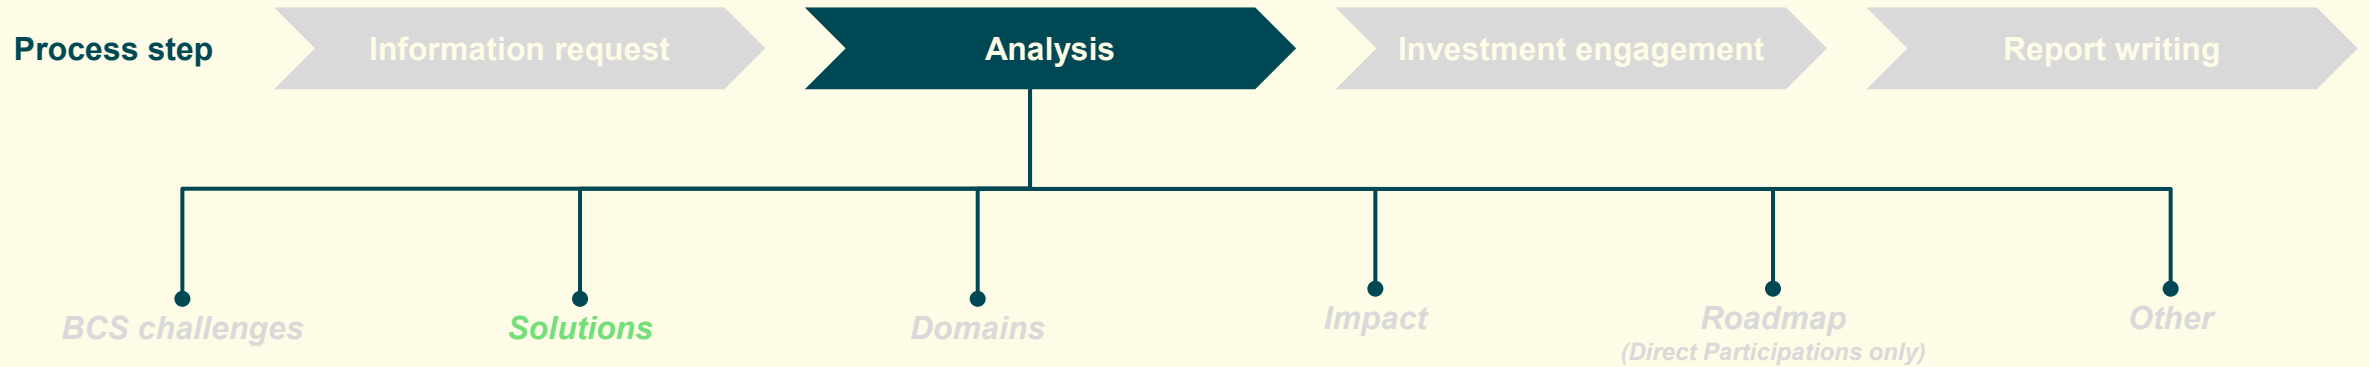 Process step
Information request
Analysis
Investment engagement
Report writing
BCS challenges
Solutions
Domains
Impact
Roadmap
(Direct Participations only)
Other